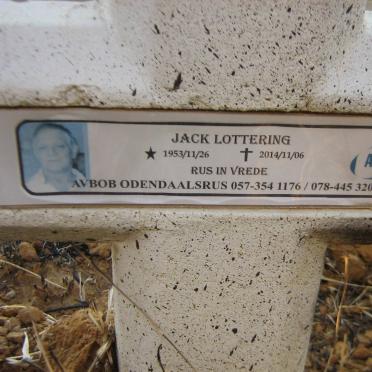 JACK LOTTERING
★ 1953/11/26 ✝ 2014/11/06
RUS IN VREDE
AVBOB ODENDAALSRUS 057-354 1176 / 078-445 320